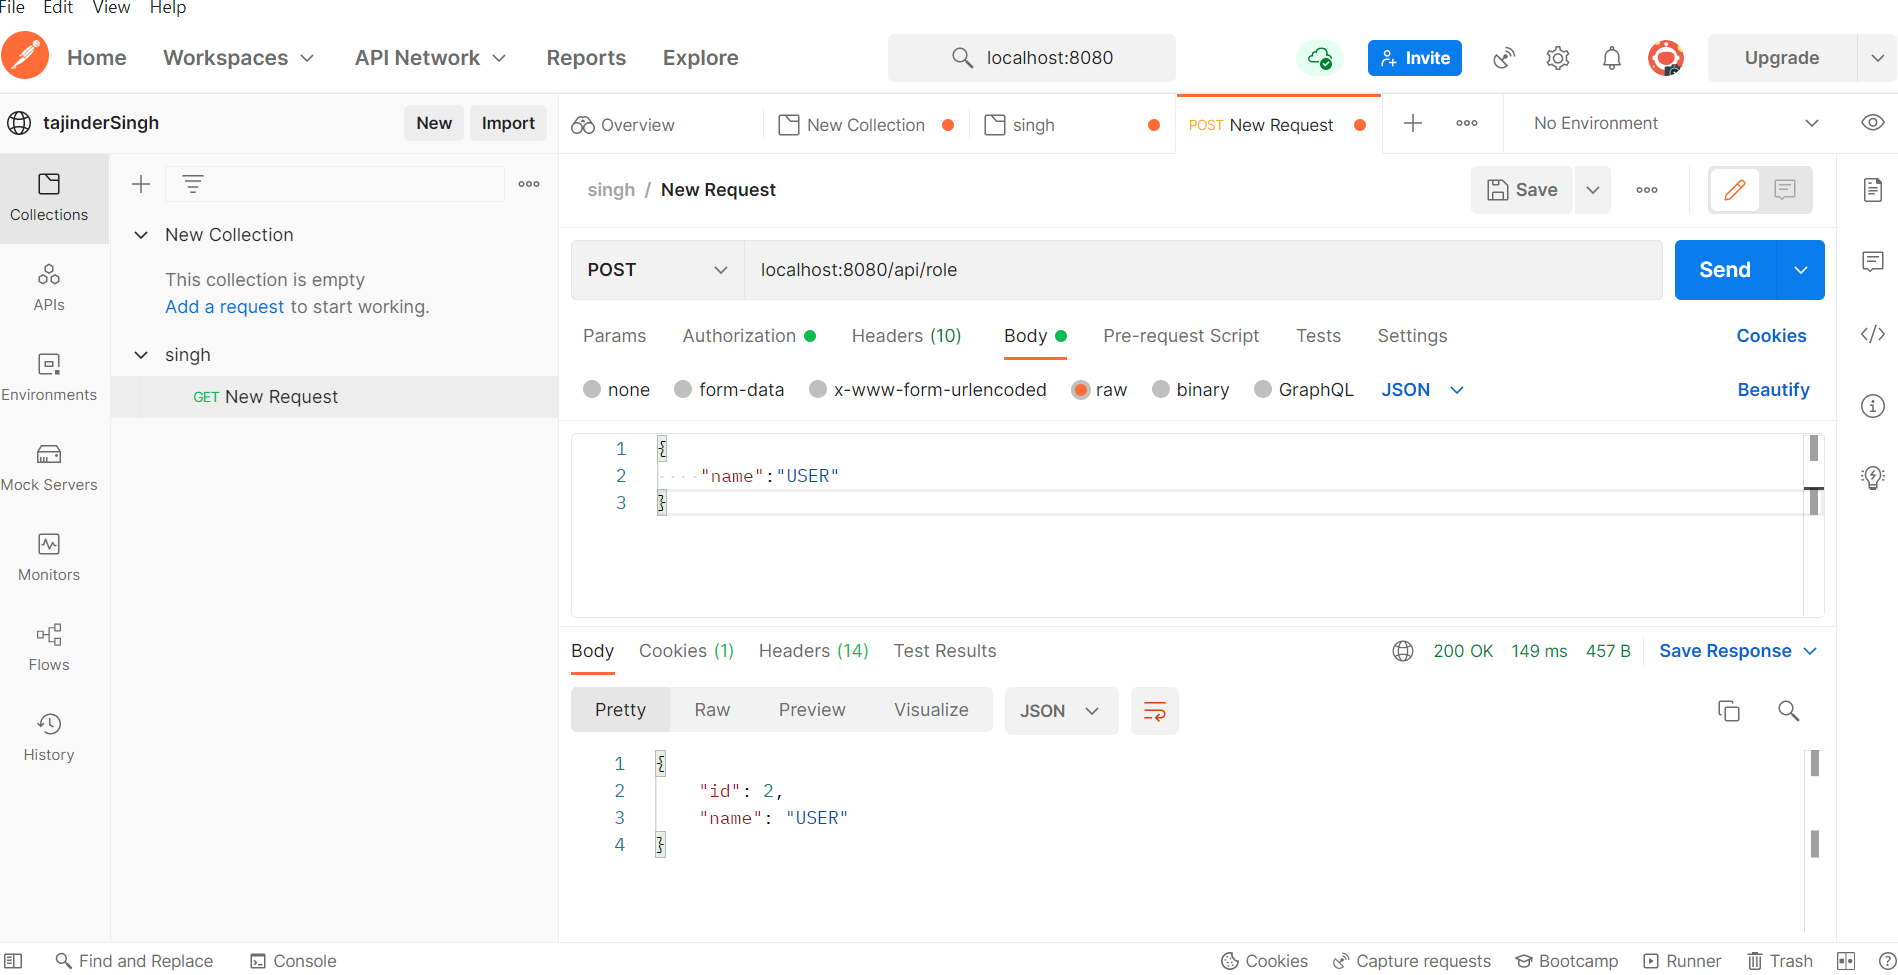 File Edit View Help
Home Workspaces API Network Reports Explore localhost:8080 Invite Upgrade
tajinderSingh New Import Overview New Collection singh POST New Request No Environment
singh / New Request Save
Collections
New Collection
This collection is empty
Add a request to start working.
singh
GET New Request
APIs
Environments
Mock Servers
Monitors
Flows
History
POST localhost:8080/api/role Send
Params Authorization Headers (10) Body Pre-request Script Tests Settings Cookies
none form-data x-www-form-urlencoded raw binary GraphQL JSON Beautify
1 {
2 ····"name":"USER"
3 }
Body Cookies (1) Headers (14) Test Results 200 OK 149 ms 457 B Save Response
Pretty Raw Preview Visualize JSON
1 {
2 "id": 2,
3 "name": "USER"
4 }
Find and Replace Console Cookies Capture requests Bootcamp Runner Trash